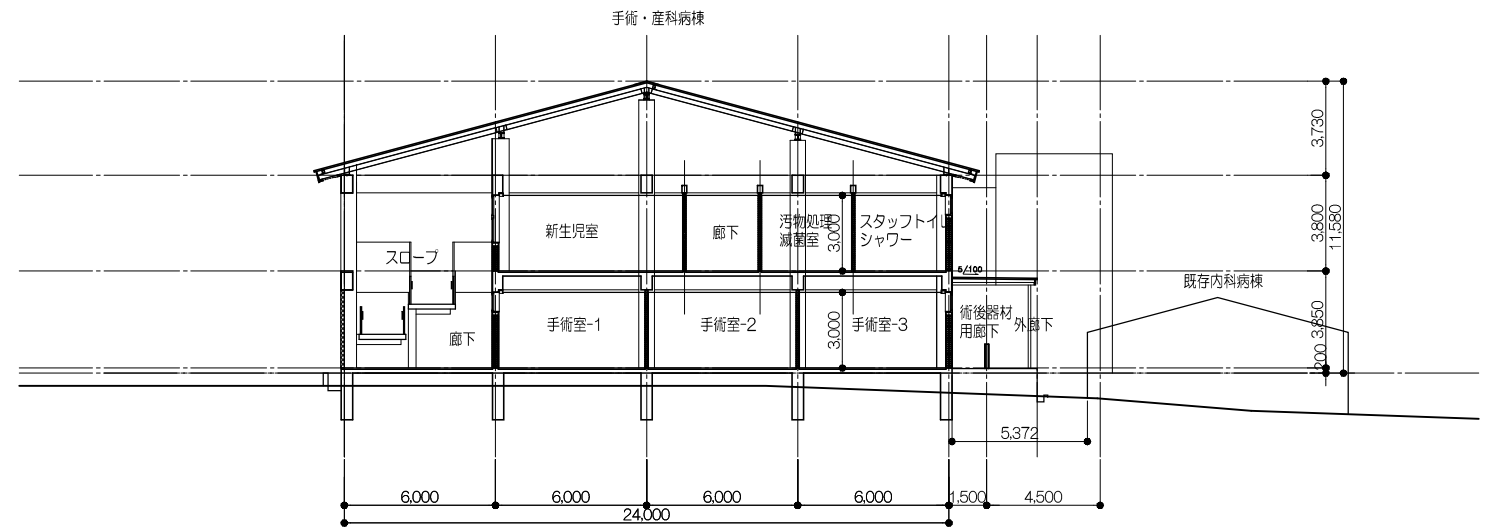 手術・産科病棟
3,730
3,800
11,580
新生児室
廊下
汚物処理
滅菌室
3,000
スタッフトイレ
シャワー
スロープ
5/100
既存内科病棟
廊下
手術室-1
手術室-2
3,000
手術室-3
術後器材
用廊下
外廊下
3,850
200
5,372
6,000
6,000
6,000
6,000
1,500
4,500
24,000